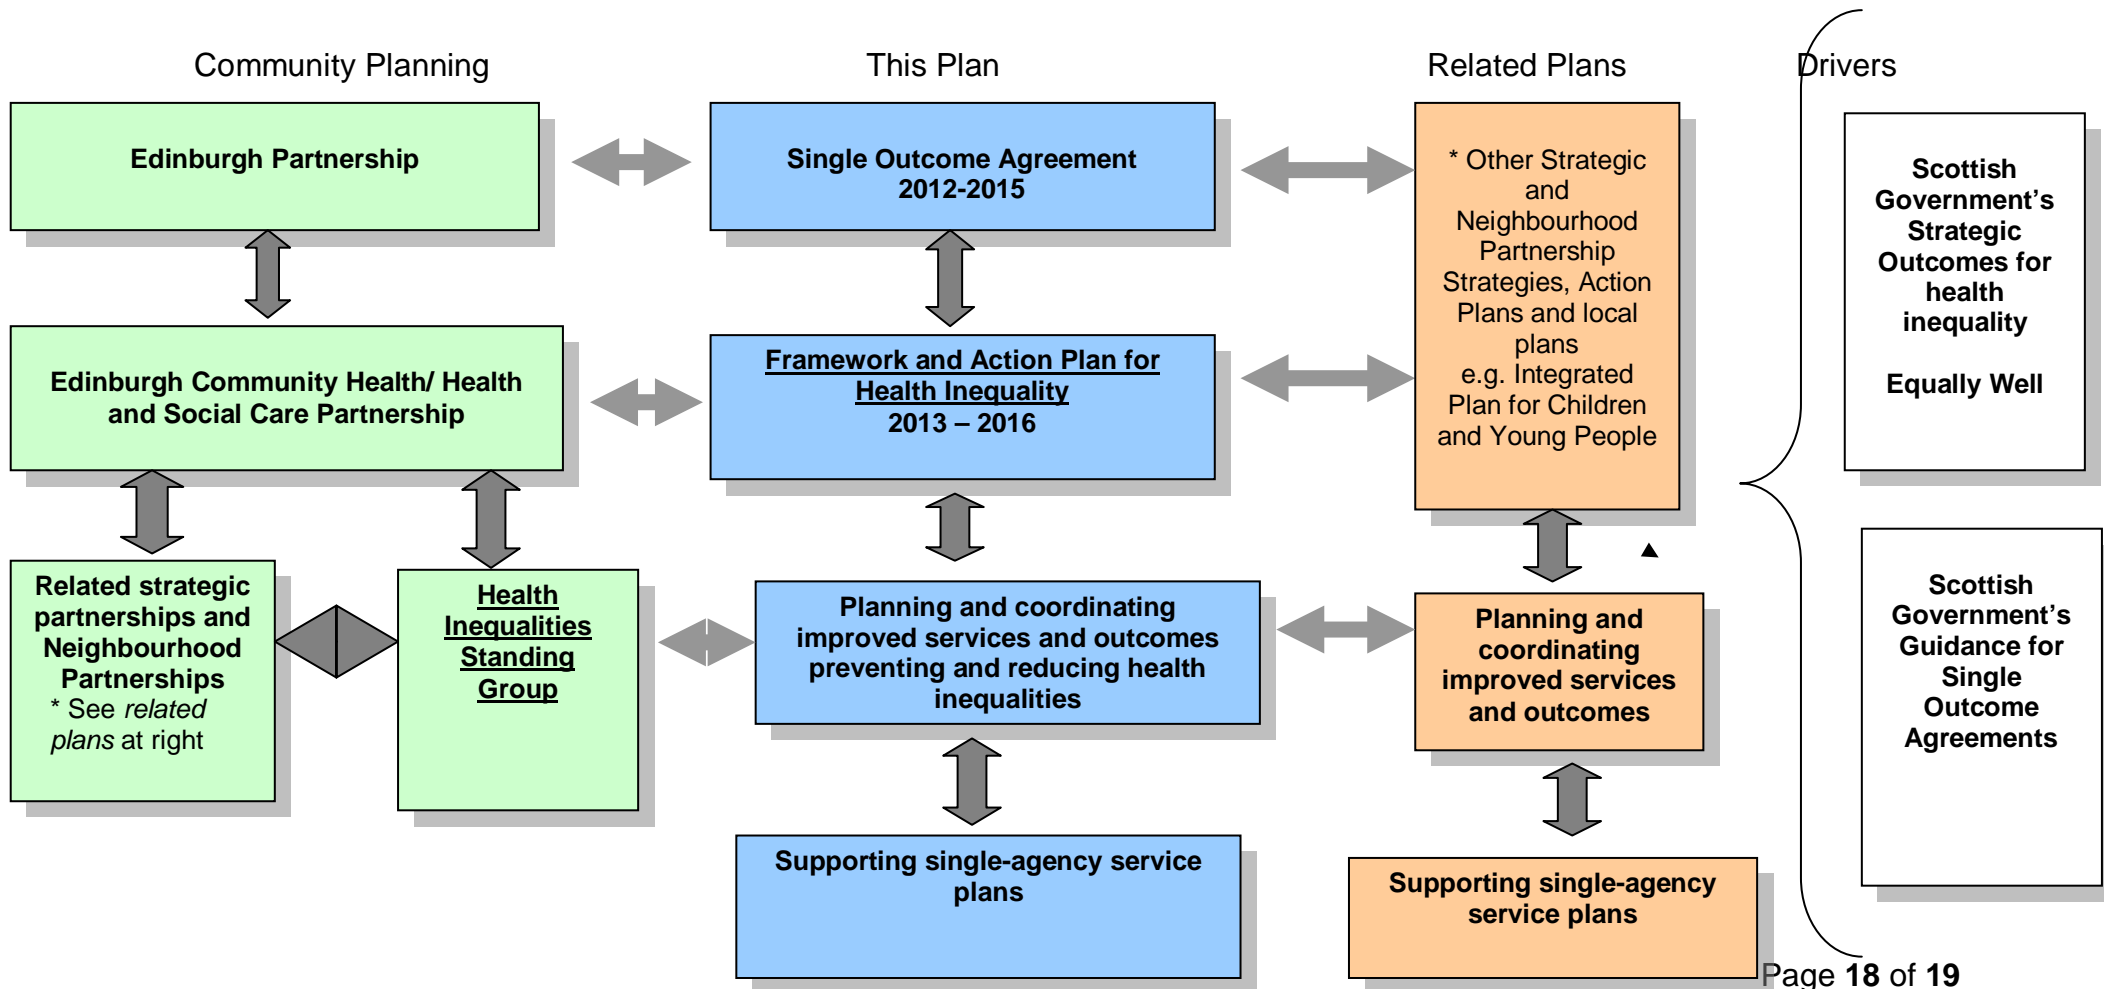 Community Planning
This Plan
Related Plans
Drivers
Edinburgh Partnership
Single Outcome Agreement
2012-2015
* Other Strategic
and
Neighbourhood
Partnership
Strategies, Action
Plans and local
plans
e.g. Integrated
Plan for Children
and Young People
Scottish
Government’s
Strategic
Outcomes for
health
inequality
Equally Well
Edinburgh Community Health/ Health
and Social Care Partnership
Framework and Action Plan for
Health Inequality
2013 – 2016
Related strategic
partnerships and
Neighbourhood
Partnerships
* See related
plans at right
Health
Inequalities
Standing
Group
Planning and coordinating
improved services and outcomes
preventing and reducing health
inequalities
Planning and
coordinating
improved services
and outcomes
Scottish
Government’s
Guidance for
Single
Outcome
Agreements
Supporting single-agency service
plans
Supporting single-agency
service plans
Page 18 of 19